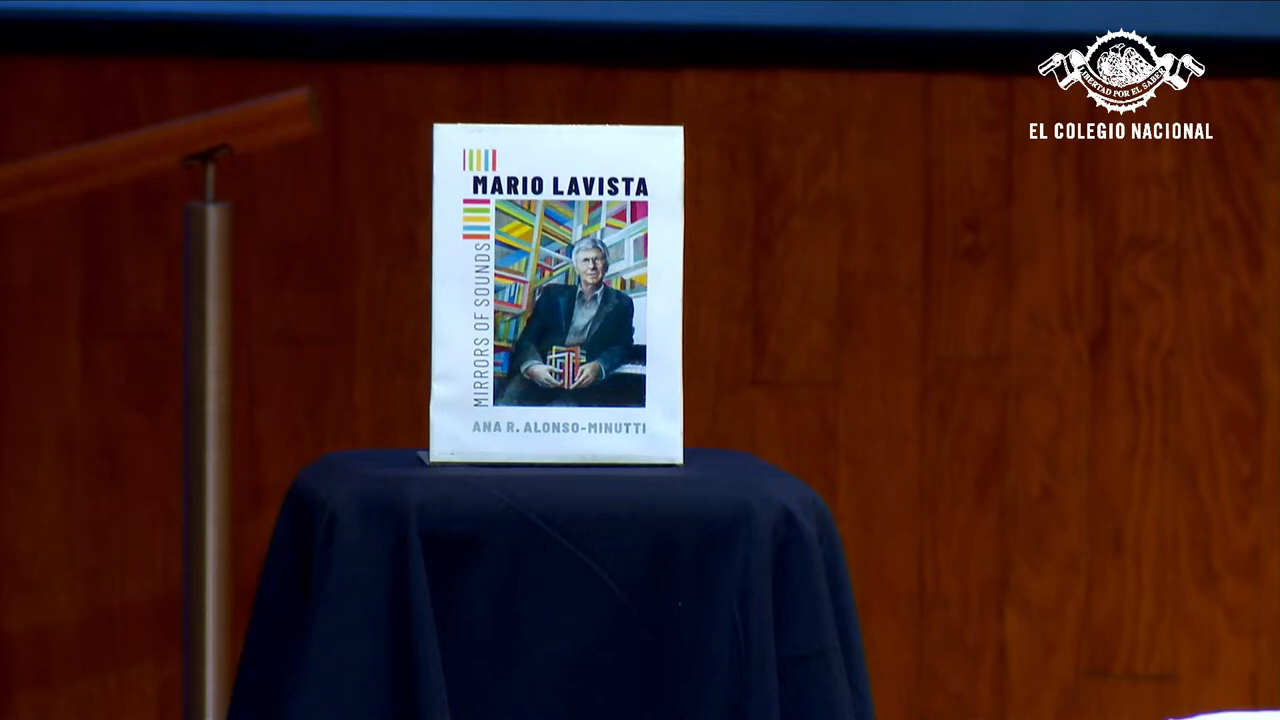 MARIO LAVISTA
MIRRORS OF SOUNDS
ANA R. ALONSO-MINUTTI
LIBERTAD POR EL SABER
EL COLEGIO NACIONAL